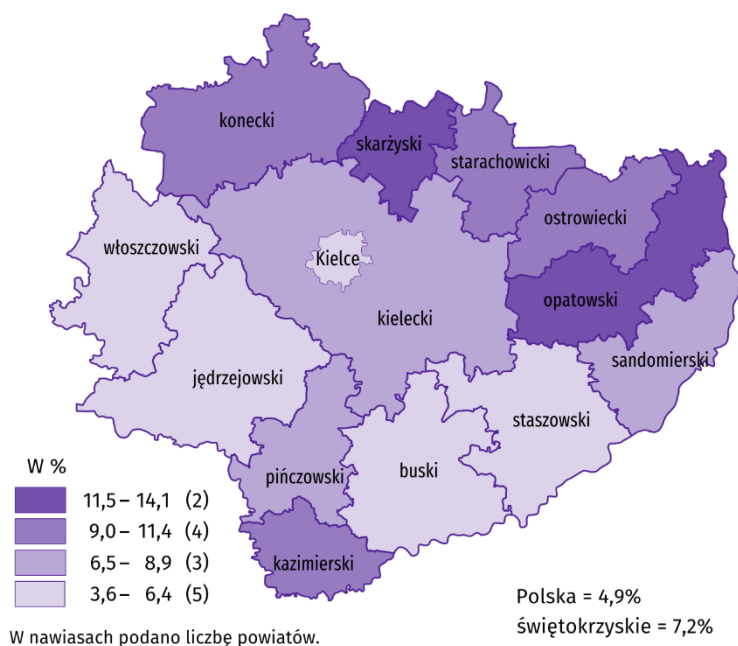 konecki
skarżyski
starachowicki
ostrowiecki
włoszczowski
Kielce
opatowski
kielecki
sandomierski
jędrzejowski
staszowski
pińczowski
buski
kazimierski
W %
11,5 – 14,1 (2)
9,0 – 11,4 (4)
6,5 – 8,9 (3)
3,6 – 6,4 (5)
Polska = 4,9%
świętokrzyskie = 7,2%
W nawiasach podano liczbę powiatów.